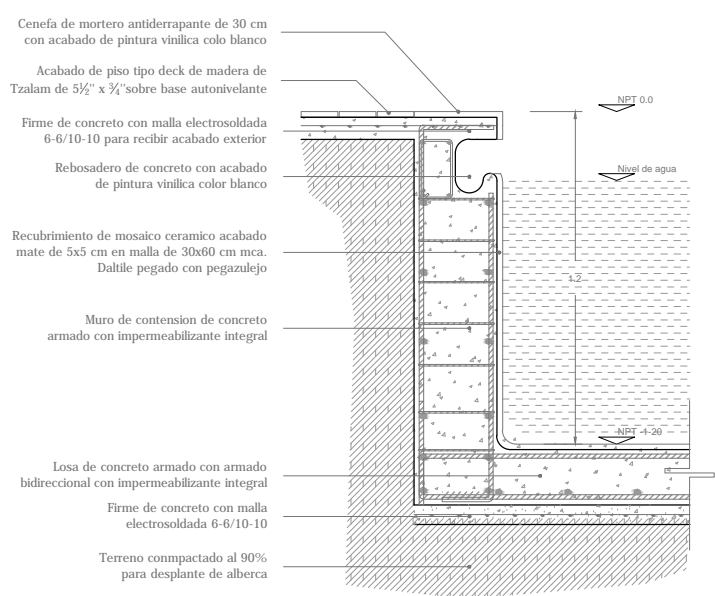 Cenefa de mortero antiderrapante de 30 cm
con acabado de pintura vinilica colo blanco
Acabado de piso tipo deck de madera de
Tzalam de 5½" x ¾"sobre base autonivelante
Firme de concreto con malla electrosoldada
6-6/10-10 para recibir acabado exterior
Rebosadero de concreto con acabado
de pintura vinilica color blanco
Recubrimiento de mosaico ceramico acabado
mate de 5x5 cm en malla de 30x60 cm mca.
Daltile pegado con pegazulejo
Muro de contension de concreto
armado con impermeabilizante integral
Losa de concreto armado con armado
bidireccional con impermeabilizante integral
Firme de concreto con malla
electrosoldada 6-6/10-10
Terreno conmpactado al 90%
para desplante de alberca
NPT 0.0
Nivel de agua
1.2
NPT -1-20